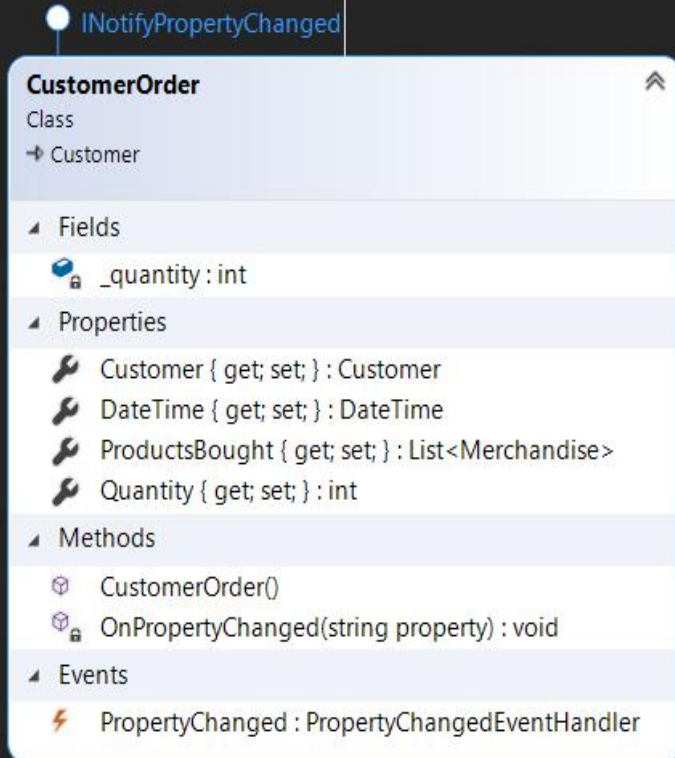 INotifyPropertyChanged
CustomerOrder
Class
Customer
Fields
_quantity : int
Properties
Customer { get; set; } : Customer
DateTime { get; set; } : DateTime
ProductsBought { get; set; } : List<Merchandise>
Quantity { get; set; } : int
Methods
CustomerOrder()
OnPropertyChanged(string property) : void
Events
PropertyChanged : PropertyChangedEventHandler